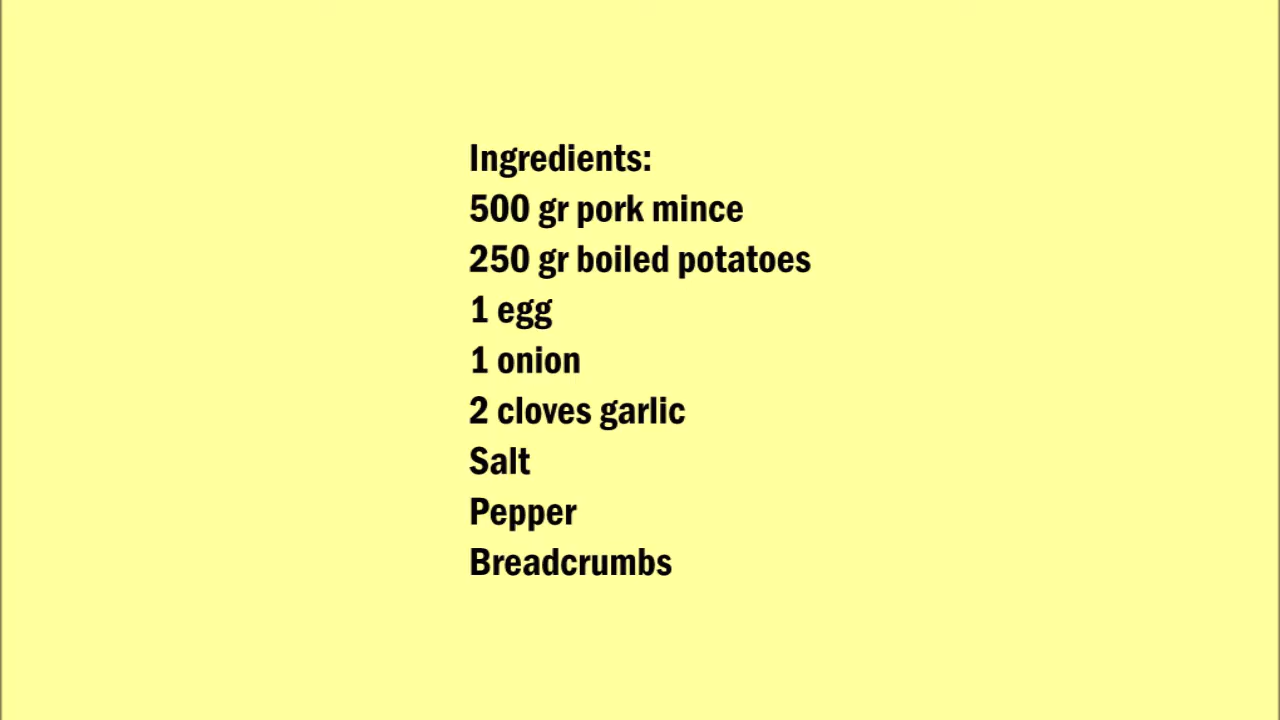 Ingredients:
500 gr pork mince
250 gr boiled potatoes
1 egg
1 onion
2 cloves garlic
Salt
Pepper
Breadcrumbs